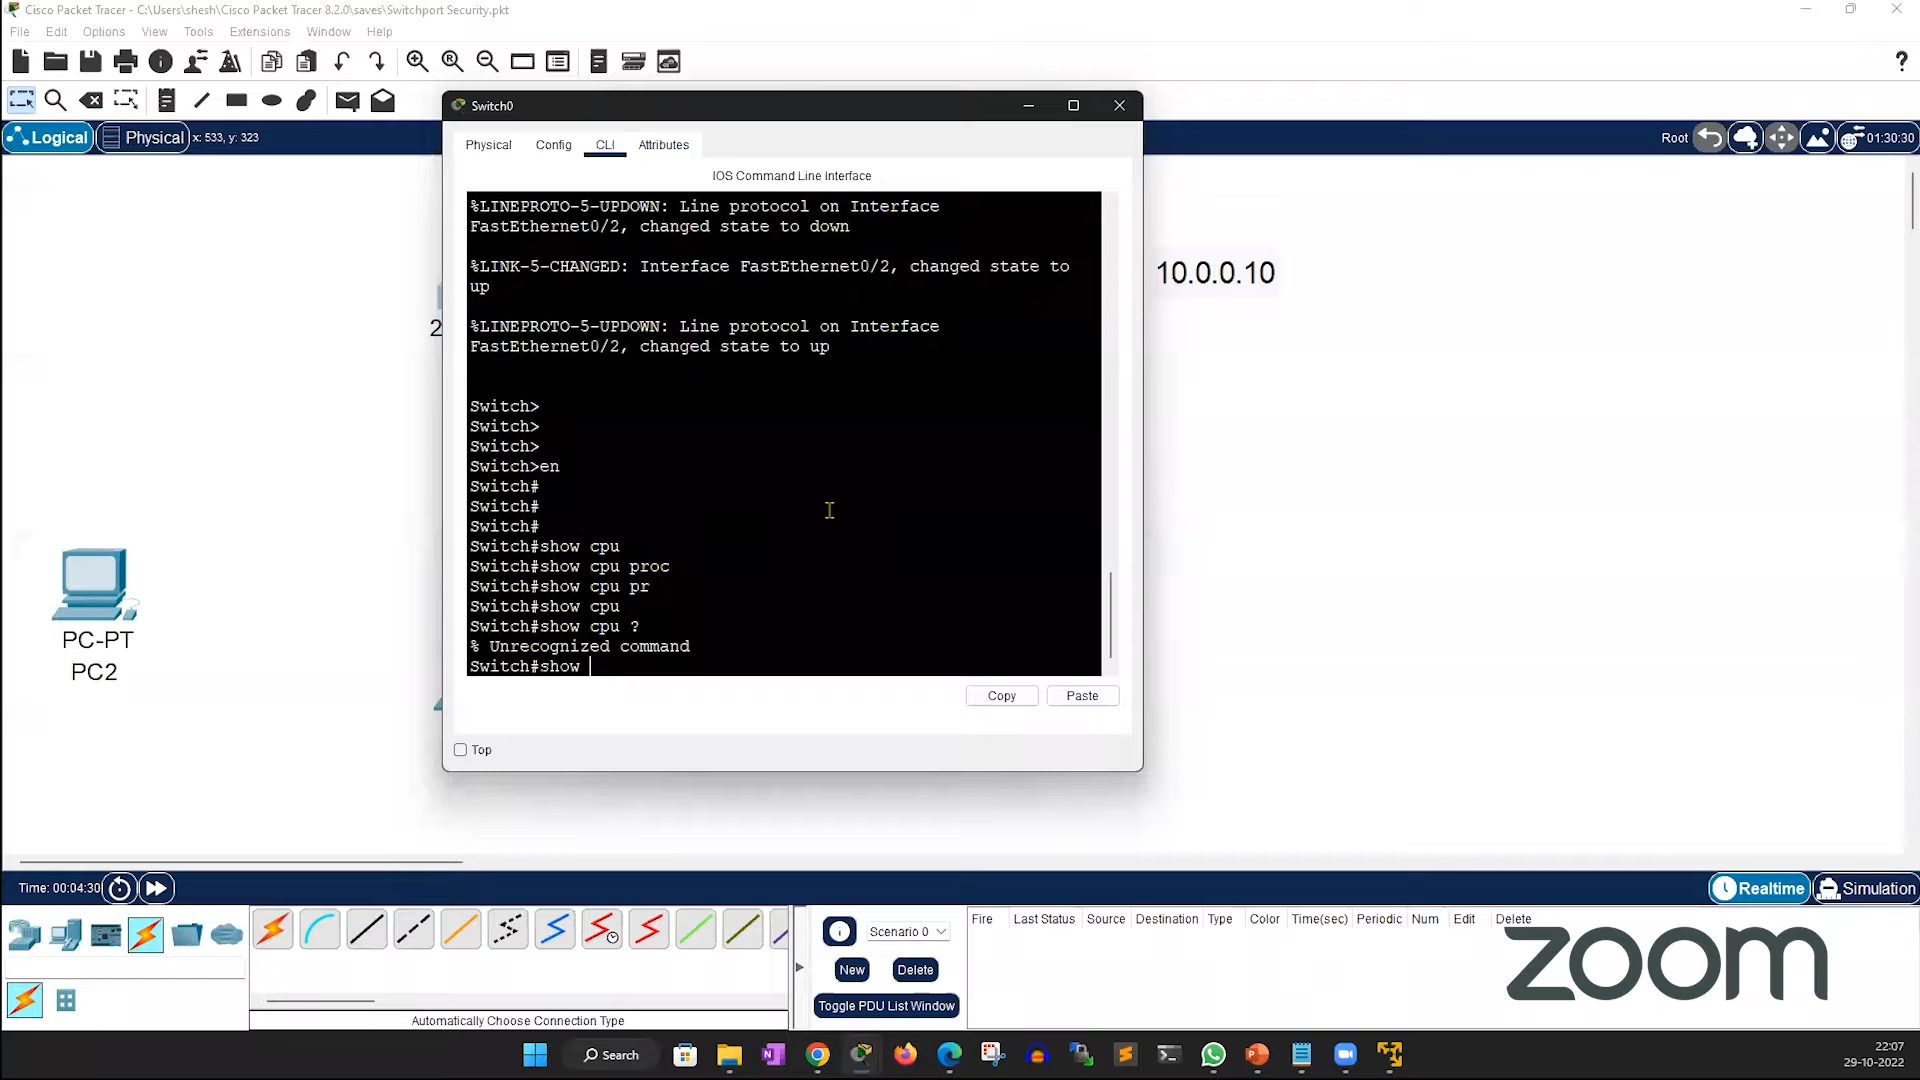 Cisco Packet Tracer - C:\Users\shesh\Cisco Packet Tracer 8.2.0\saves\Switchport Security.pkt
File Edit Options View Tools Extensions Window Help
?
Logical Physical x: 533, y: 323
Root 01:30:30
Switch0
Physical Config CLI Attributes
IOS Command Line Interface
%LINEPROTO-5-UPDOWN: Line protocol on Interface
FastEthernet0/2, changed state to down
%LINK-5-CHANGED: Interface FastEthernet0/2, changed state to
up
%LINEPROTO-5-UPDOWN: Line protocol on Interface
FastEthernet0/2, changed state to up
Switch>
Switch>
Switch>
Switch>en
Switch#
Switch#
Switch#
Switch#show cpu
Switch#show cpu proc
Switch#show cpu pr
Switch#show cpu
Switch#show cpu ?
% Unrecognized command
Switch#show
Copy Paste
Top
10.0.0.10
2
PC-PT
PC2
Time: 00:04:30
Realtime Simulation
Scenario 0
New Delete
Toggle PDU List Window
Fire Last Status Source Destination Type Color Time(sec) Periodic Num Edit Delete
Automatically Choose Connection Type
zoom
Search
22:07
29-10-2022